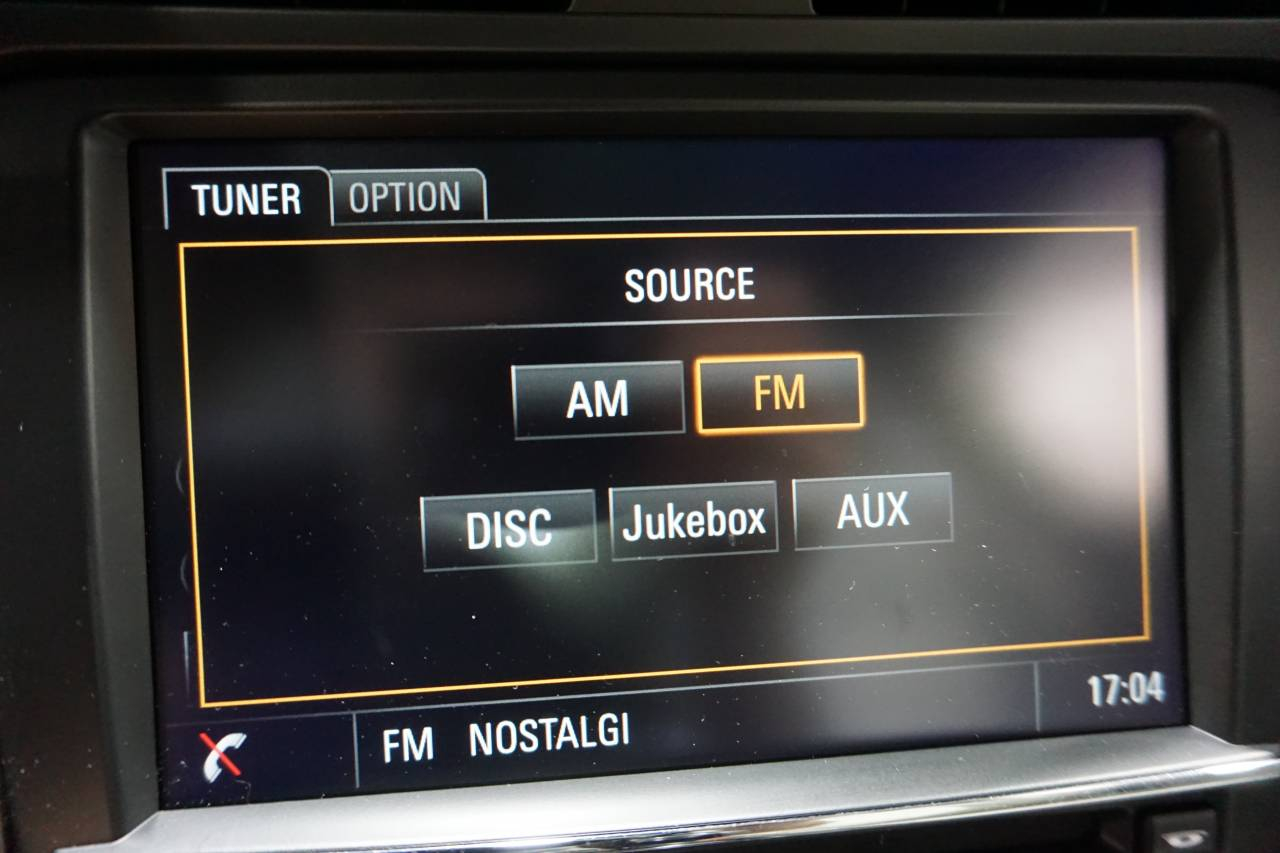 TUNER OPTION
SOURCE
AM FM
DISC Jukebox AUX
FM NOSTALGI 17:04